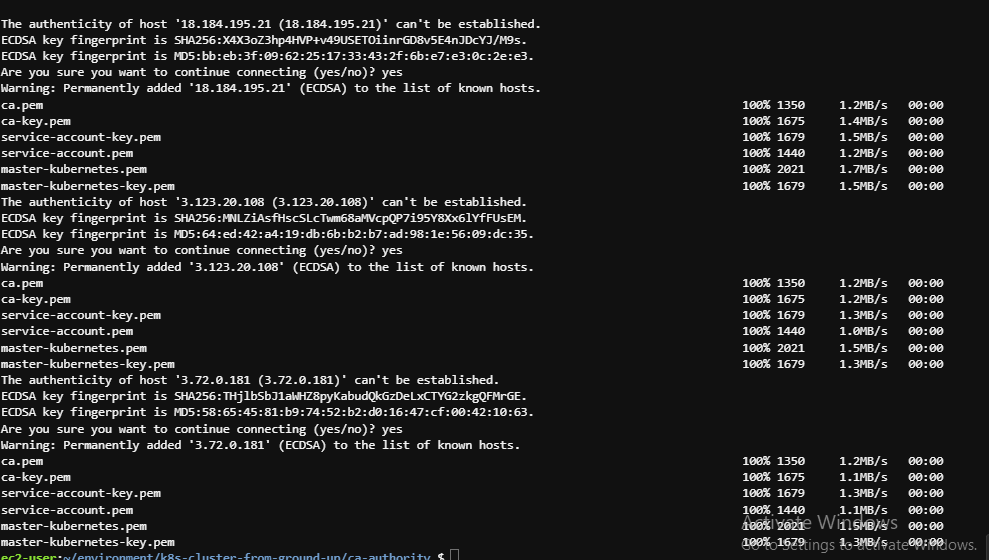 The authenticity of host '18.184.195.21 (18.184.195.21)' can't be established.
ECDSA key fingerprint is SHA256:X4X3oZ3hp4HVP+v49USETOiinrGD8v5E4nJDcYJ/M9s.
ECDSA key fingerprint is MD5:bb:eb:3f:09:62:25:17:33:43:2f:6b:e7:e3:0c:2e:e3.
Are you sure you want to continue connecting (yes/no)? yes
Warning: Permanently added '18.184.195.21' (ECDSA) to the list of known hosts.
ca.pem 100% 1350 1.2MB/s 00:00
ca-key.pem 100% 1675 1.4MB/s 00:00
service-account-key.pem 100% 1679 1.5MB/s 00:00
service-account.pem 100% 1440 1.2MB/s 00:00
master-kubernetes.pem 100% 2021 1.7MB/s 00:00
master-kubernetes-key.pem 100% 1679 1.5MB/s 00:00
The authenticity of host '3.123.20.108 (3.123.20.108)' can't be established.
ECDSA key fingerprint is SHA256:MNLZiAsfHscSLcTwm68aMVcpQP7i95Y8Xx6lYfFUsEM.
ECDSA key fingerprint is MD5:64:ed:42:a4:19:db:6b:b2:b7:ad:98:1e:56:09:dc:35.
Are you sure you want to continue connecting (yes/no)? yes
Warning: Permanently added '3.123.20.108' (ECDSA) to the list of known hosts.
ca.pem 100% 1350 1.2MB/s 00:00
ca-key.pem 100% 1675 1.2MB/s 00:00
service-account-key.pem 100% 1679 1.3MB/s 00:00
service-account.pem 100% 1440 1.0MB/s 00:00
master-kubernetes.pem 100% 2021 1.5MB/s 00:00
master-kubernetes-key.pem 100% 1679 1.3MB/s 00:00
The authenticity of host '3.72.0.181 (3.72.0.181)' can't be established.
ECDSA key fingerprint is SHA256:THjlbSbJ1aWHZ8pyKabudQkGzDeLxCTYG2zkgQFMrGE.
ECDSA key fingerprint is MD5:58:65:45:81:b9:74:52:b2:d0:16:47:cf:00:42:10:63.
Are you sure you want to continue connecting (yes/no)? yes
Warning: Permanently added '3.72.0.181' (ECDSA) to the list of known hosts.
ca.pem 100% 1350 1.2MB/s 00:00
ca-key.pem 100% 1675 1.1MB/s 00:00
service-account-key.pem 100% 1679 1.3MB/s 00:00
service-account.pem 100% 1440 1.1MB/s 00:00
master-kubernetes.pem 100% 2021 1.5MB/s 00:00
master-kubernetes-key.pem 100% 1679 1.3MB/s 00:00
ec2-user:~/environment/k8s-cluster-from-ground-up/ca-authority $
Activate Windows
Go to Settings to activate Windows.